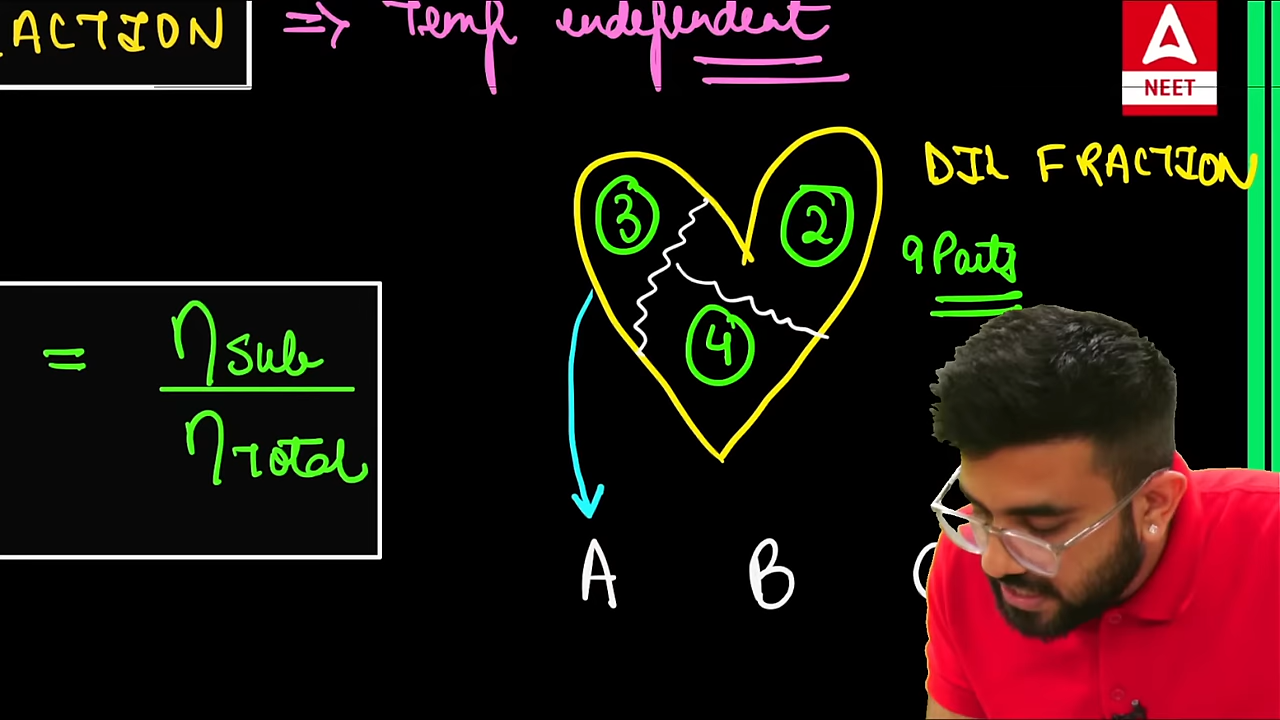 ACTION => Temp independent
NEET
DIL FRACTION
3
2
9 Parts
4
= ηsub
ηTotal
A B